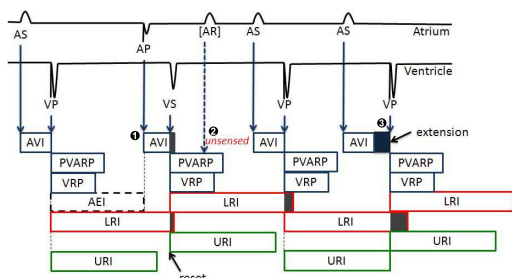 AS [AR] AS AS Atrium
AP
Ventricle
VP VS VP VP
❶ ❷ unsensed ❸ extension
AVI AVI AVI AVI
PVARP PVARP PVARP PVARP
VRP VRP VRP VRP
AEI LRI LRI
LRI LRI
URI URI
URI URI
reset